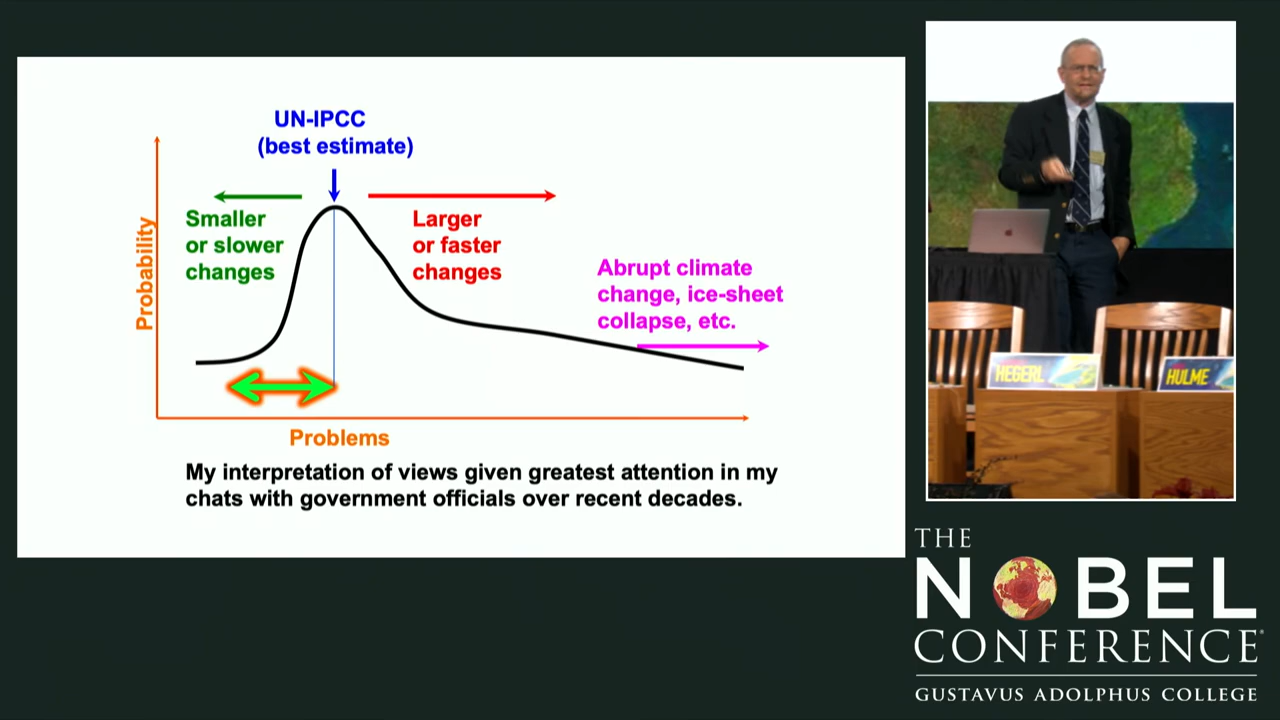 UN-IPCC
(best estimate)
Smaller
or slower
changes
Larger
or faster
changes
Abrupt climate
change, ice-sheet
collapse, etc.
Probability
Problems
My interpretation of views given greatest attention in my
chats with government officials over recent decades.
HEGERL
HULME
THE
NOBEL
CONFERENCE®
GUSTAVUS ADOLPHUS COLLEGE